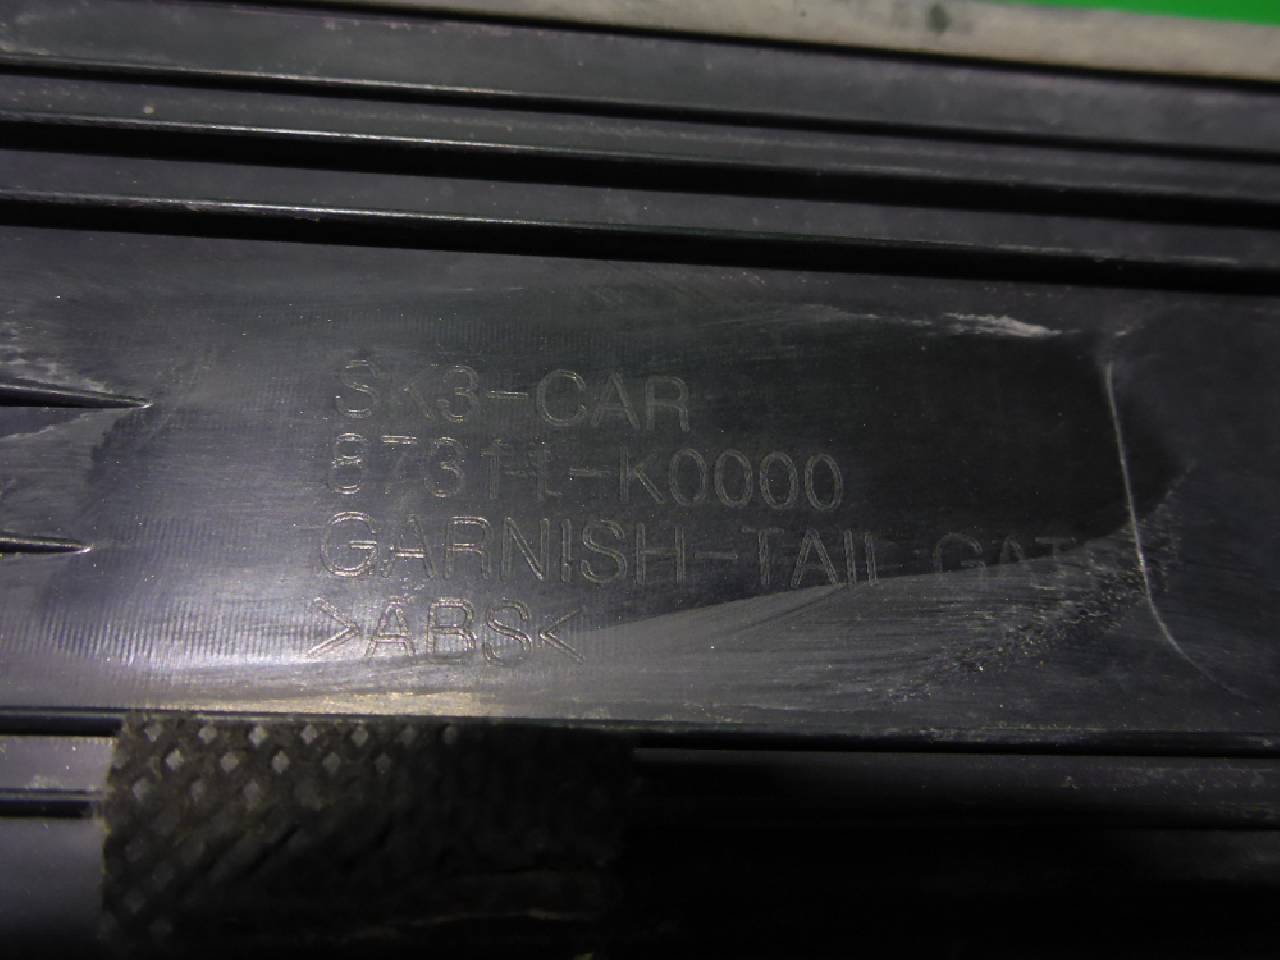 SK3-CAR
87311-K0000
GARNISH-TAIL GAT
>ABS<